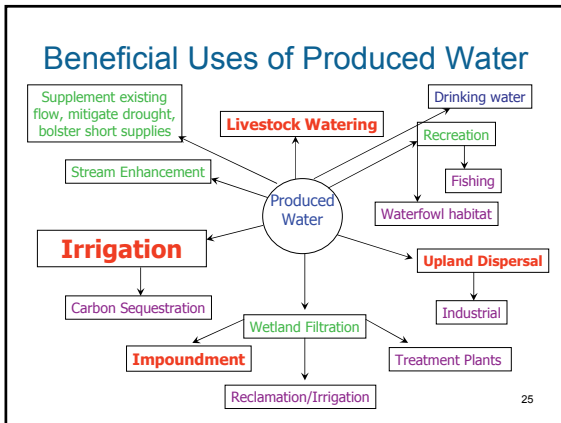 Beneficial Uses of Produced Water
Supplement existing
flow, mitigate drought,
bolster short supplies
Livestock Watering
Drinking water
Recreation
Stream Enhancement
Fishing
Produced
Water
Waterfowl habitat
Irrigation
Upland Dispersal
Carbon Sequestration
Industrial
Wetland Filtration
Impoundment
Treatment Plants
Reclamation/Irrigation
25